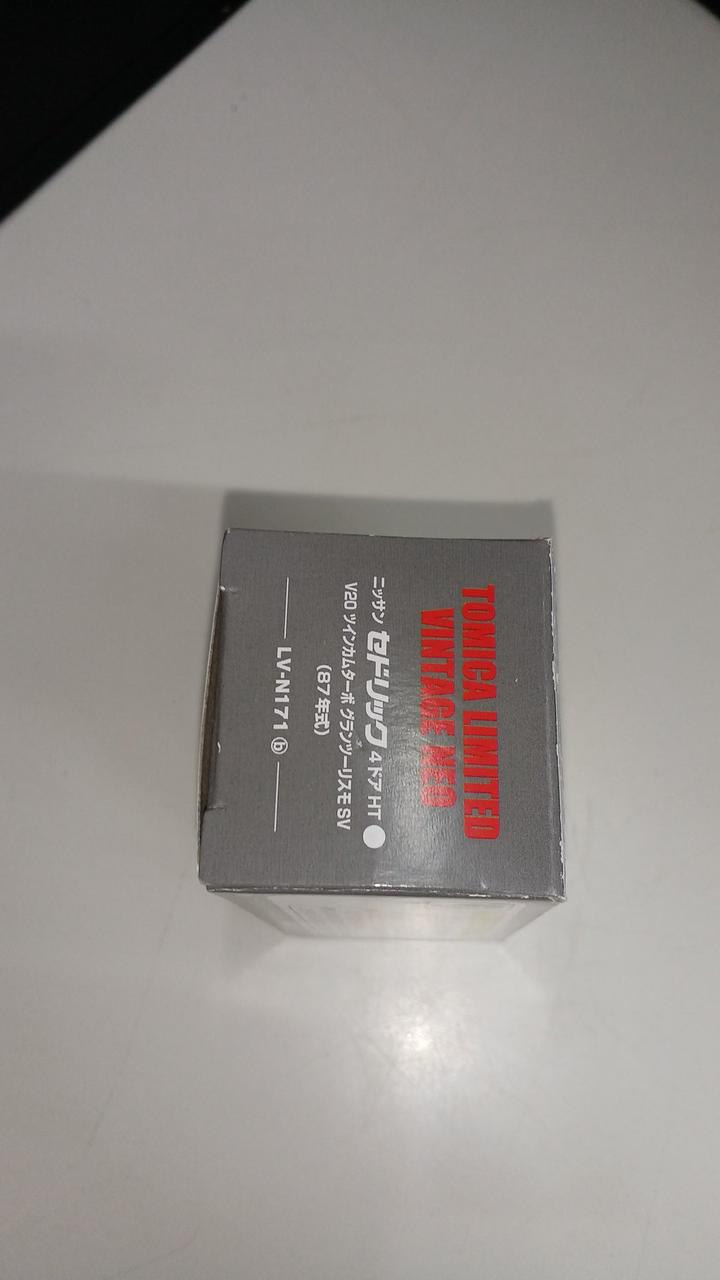 TOMICA LIMITED
VINTAGE NEO
ニッサン セドリック 4ドアHT
V20 ツインカムターボ グランツーリスモSV
(87年式)
LV-N171 ⓑ